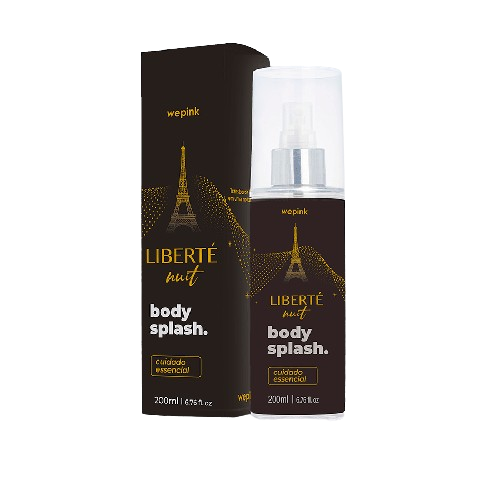 wepink
LIBERTÉ
nuit
body
splash.
cuidado
essencial
200ml | 6.76 fl.oz
wepink
wepink
LIBERTÉ
nuit
body
splash.
cuidado
essencial
200ml | 6.76 fl.oz